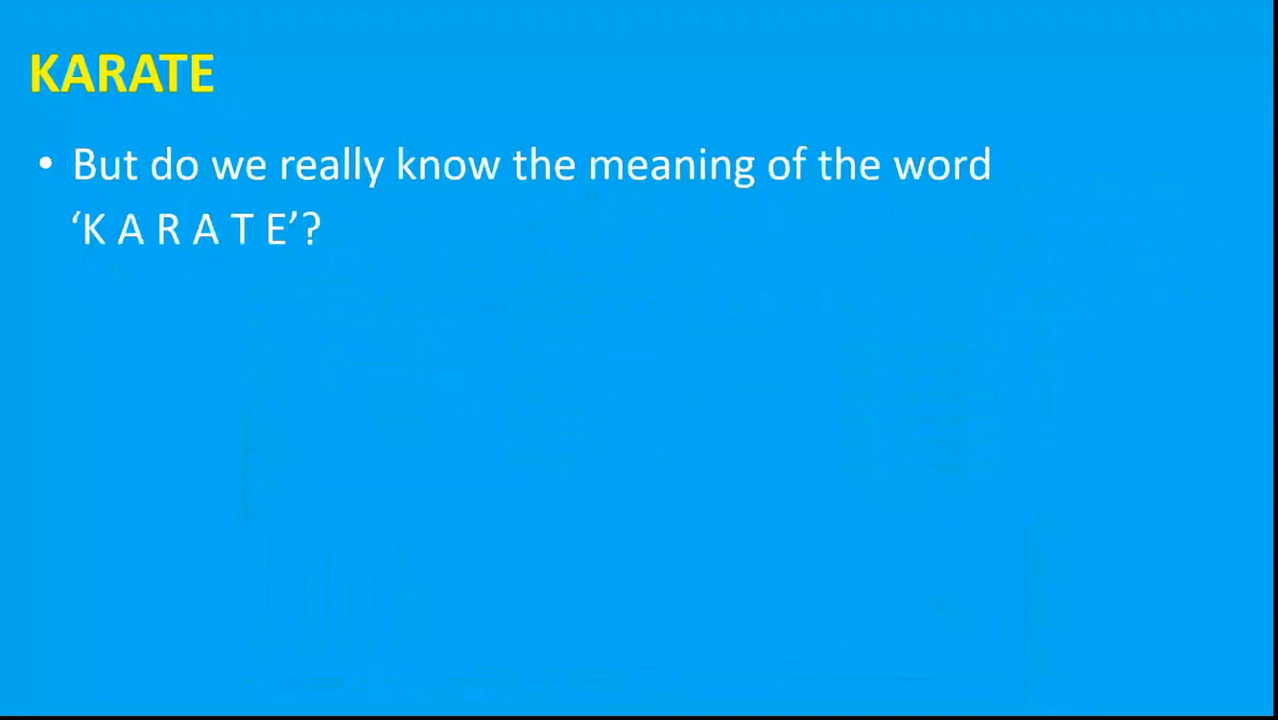 KARATE
• But do we really know the meaning of the word
‘K A R A T E’?